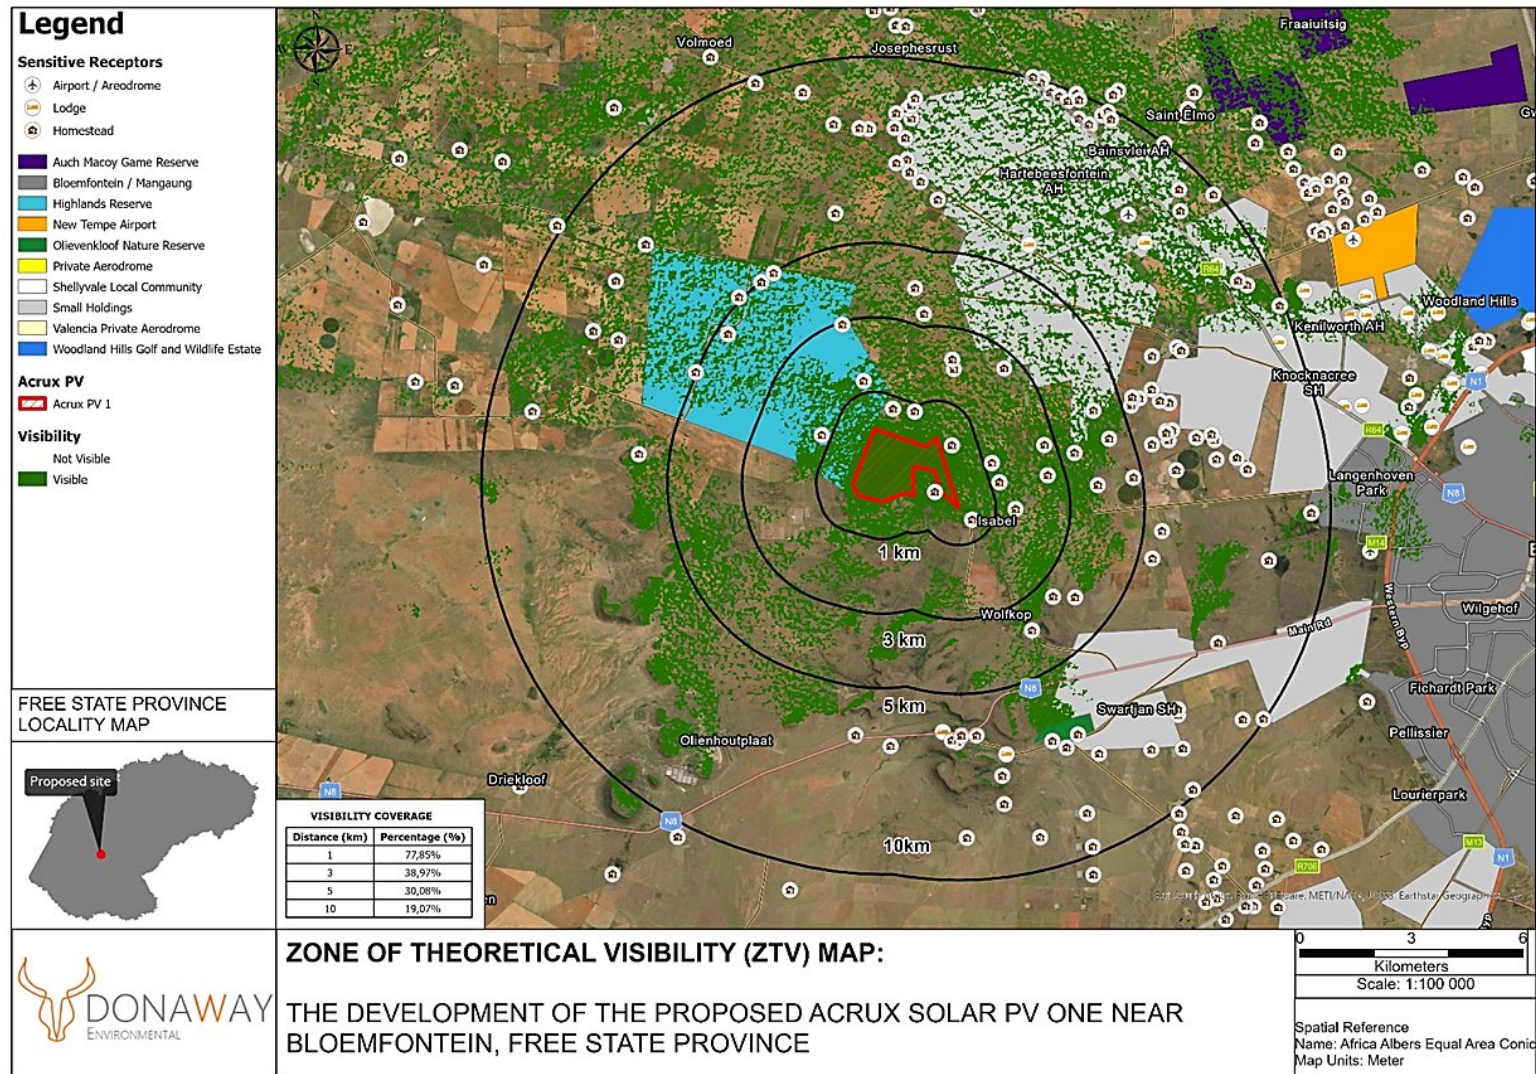 Legend
Sensitive Receptors
Airport / Areodrome
Lodge
Homestead
Auch Macoy Game Reserve
Bloemfontein / Mangaung
Highlands Reserve
New Tempe Airport
Olievenkloof Nature Reserve
Private Aerodrome
Shellyvale Local Community
Small Holdings
Valencia Private Aerodrome
Woodland Hills Golf and Wildlife Estate
Acrux PV
Acrux PV 1
Visibility
Not Visible
Visible
FREE STATE PROVINCE
LOCALITY MAP
Proposed site
DONAWAY
ENVIRONMENTAL
E
Volmoed
Josephesrust
Fraaiuitsig
Saint Elmo
Bainsvlei AH
Hartebeesfontein
AH
R64
Woodland Hills
Kenilworth AH
Knocknacree
SH
N1
R64
Langenhoven
Park
N8
Isabel
1 km
M14
Wolfkop
Wilgehof
Main Rd
Western Byp
3 km
N8
Fichardt Park
5 km
Swartjan SH
Pellissier
Olienhoutplaat
Driekloof
N8
N8
Lourierpark
10km
M13
N1
R706
VISIBILITY COVERAGE
Distance (km) Percentage (%)
1 77,85%
3 38,97%
5 30,08%
10 19,07%
ZONE OF THEORETICAL VISIBILITY (ZTV) MAP:
THE DEVELOPMENT OF THE PROPOSED ACRUX SOLAR PV ONE NEAR
BLOEMFONTEIN, FREE STATE PROVINCE
0 3 6
Kilometers
Scale: 1:100 000
Spatial Reference
Name: Africa Albers Equal Area Conic
Map Units: Meter